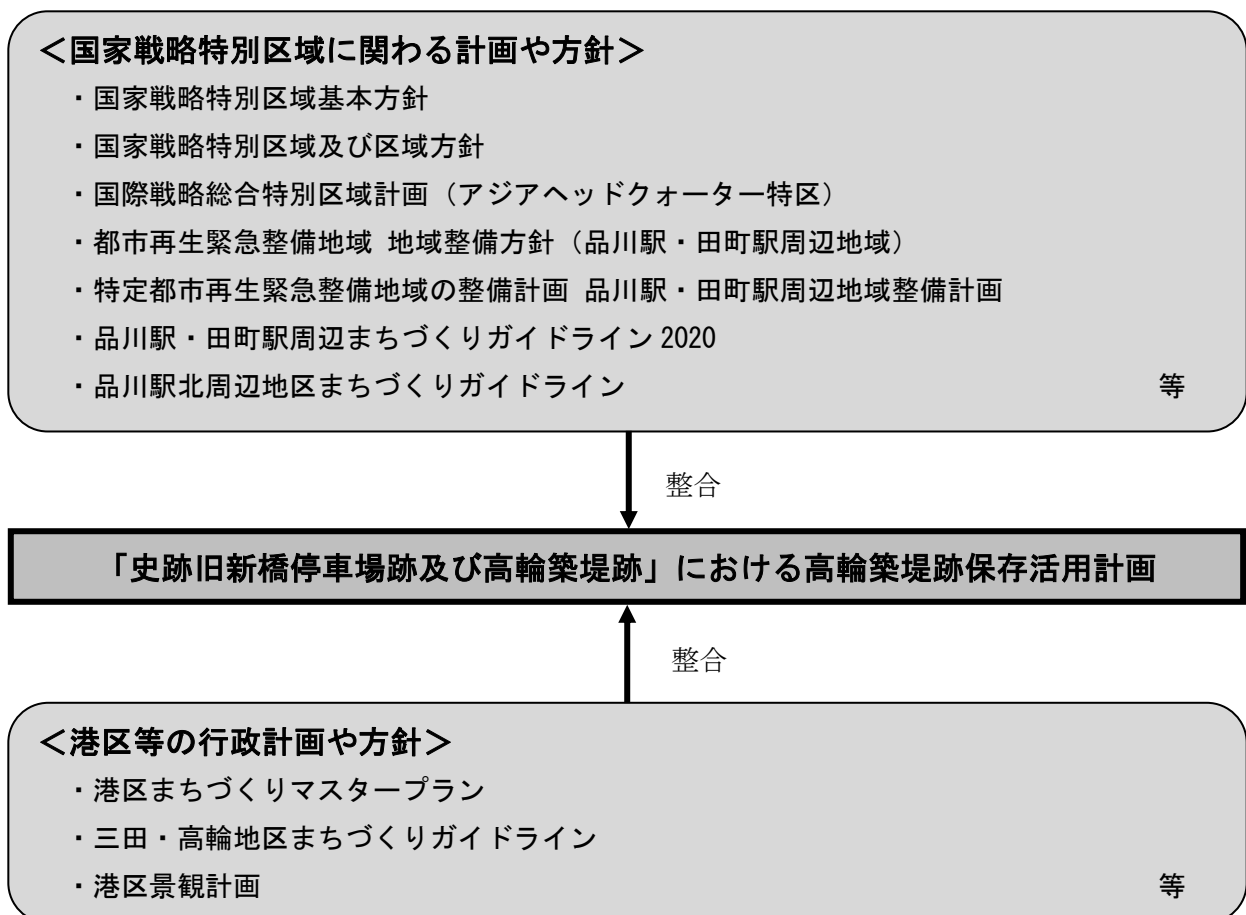 ＜国家戦略特別区域に関わる計画や方針＞
・国家戦略特別区域基本方針
・国家戦略特別区域及び区域方針
・国際戦略総合特別区域計画（アジアヘッドクォーター特区）
・都市再生緊急整備地域 地域整備方針（品川駅・田町駅周辺地域）
・特定都市再生緊急整備地域の整備計画 品川駅・田町駅周辺地域整備計画
・品川駅・田町駅周辺まちづくりガイドライン 2020
・品川駅北周辺地区まちづくりガイドライン 等
整合
「史跡旧新橋停車場跡及び高輪築堤跡」における高輪築堤跡保存活用計画
整合
＜港区等の行政計画や方針＞
・港区まちづくりマスタープラン
・三田・高輪地区まちづくりガイドライン
・港区景観計画 等